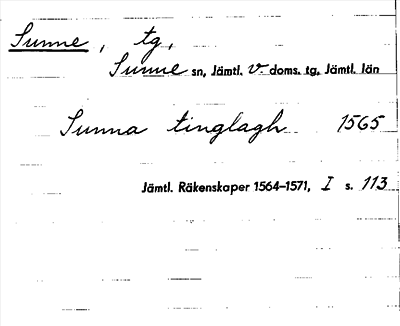 Sunne, tg,
Sunne sn, Jämtl. v. doms. tg, Jämtl. län
Sunna tinglagh 1565
Jämtl. Räkenskaper 1564–1571, I s. 113